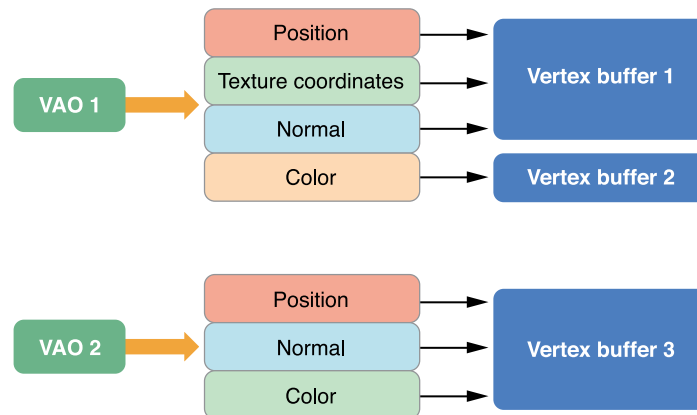 Position
Texture coordinates
Vertex buffer 1
VAO 1
Normal
Color
Vertex buffer 2
Position
VAO 2
Normal
Vertex buffer 3
Color